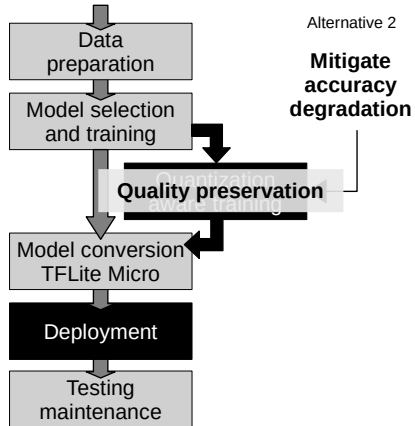 Data
preparation
Alternative 2
Mitigate
accuracy
degradation
Model selection
and training
Quantization
aware training
Quality preservation
Model conversion
TFLite Micro
Deployment
Testing
maintenance